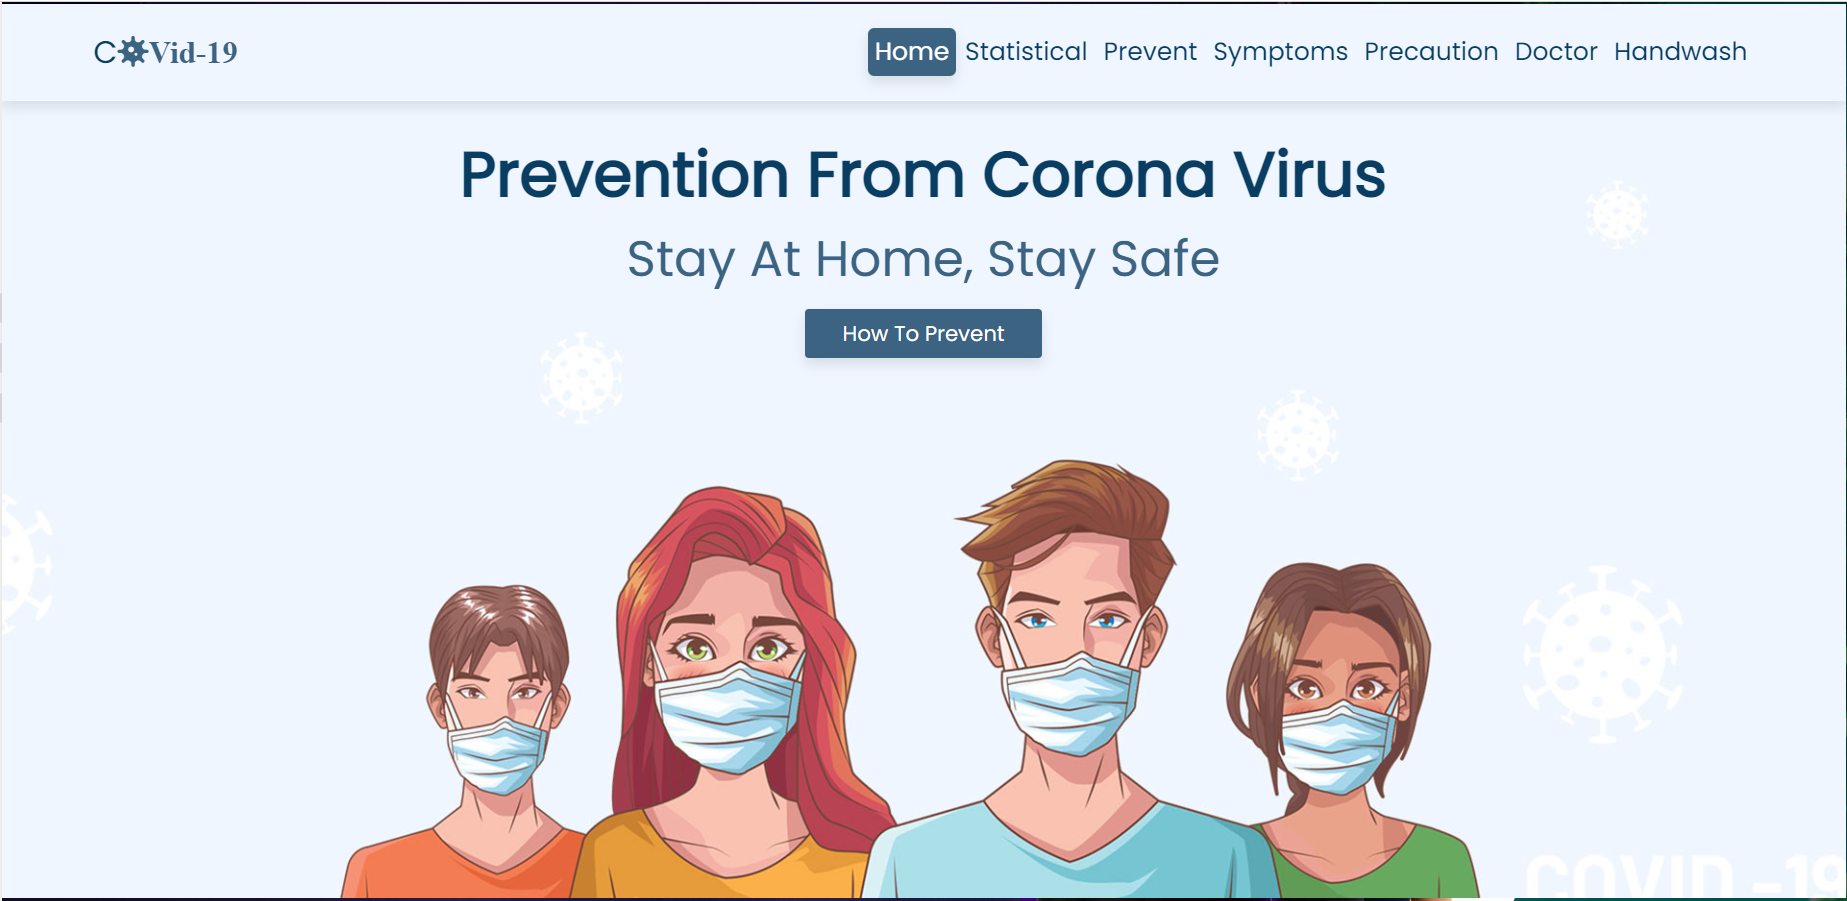 COVid-19
Home Statistical Prevent Symptoms Precaution Doctor Handwash
Prevention From Corona Virus
Stay At Home, Stay Safe
How To Prevent
COVID -19